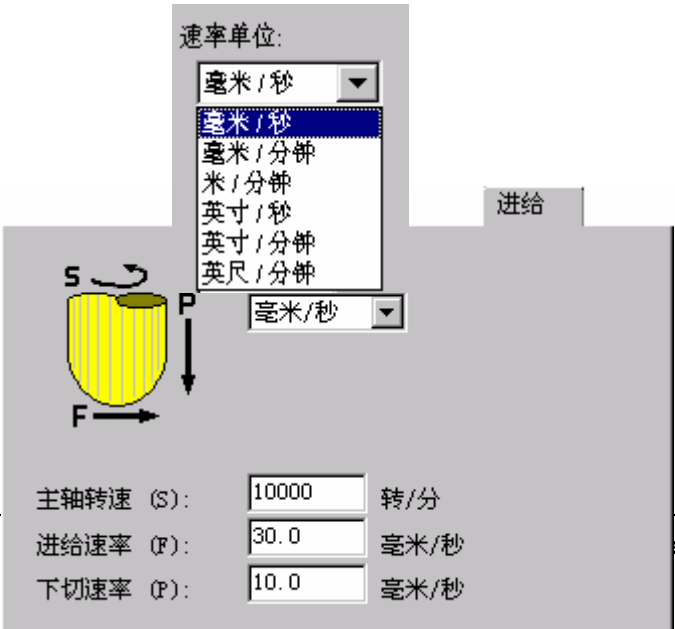 速率单位:
毫米/秒
毫米/秒
毫米/分钟
米/分钟
英寸/秒
英寸/分钟
英尺/分钟
进给
S
P
毫米/秒
F
主轴转速 (S): 10000 转/分
进给速率 (F): 30.0 毫米/秒
下切速率 (P): 10.0 毫米/秒